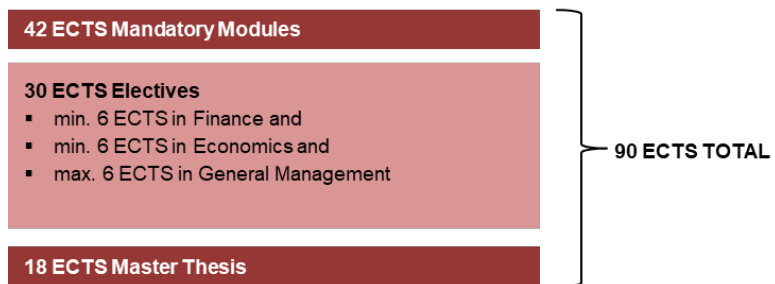 42 ECTS Mandatory Modules
30 ECTS Electives
▪ min. 6 ECTS in Finance and
▪ min. 6 ECTS in Economics and
▪ max. 6 ECTS in General Management
90 ECTS TOTAL
18 ECTS Master Thesis